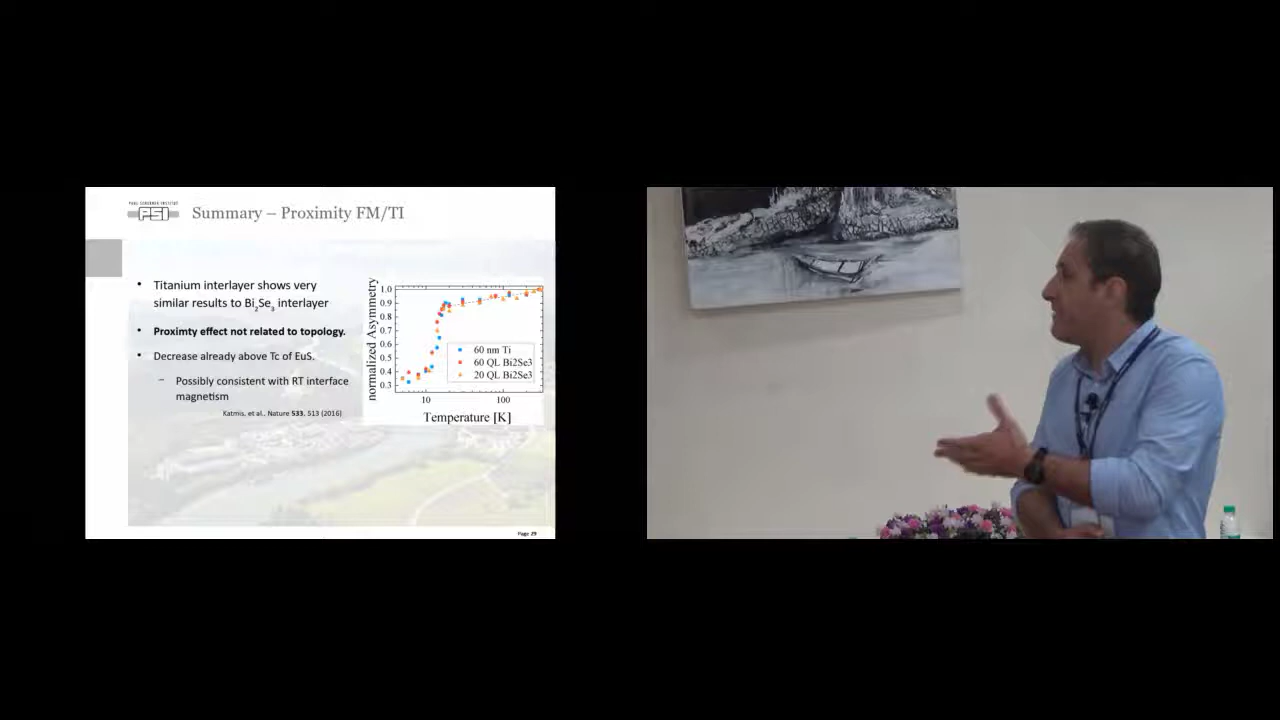 PAUL SCHERRER INSTITUT
PSI
Summary – Proximity FM/TI
• Titanium interlayer shows very
similar results to Bi2Se3 interlayer
• Proximty effect not related to topology.
• Decrease already above Tc of EuS.
– Possibly consistent with RT interface
magnetism
Katmis, et al., Nature 533, 513 (2016)
normalized Asymmetry
1.0
0.9
0.8
0.7
0.6
0.5
0.4
0.3
60 nm Ti
60 QL Bi2Se3
20 QL Bi2Se3
10 100
Temperature [K]
Page 29